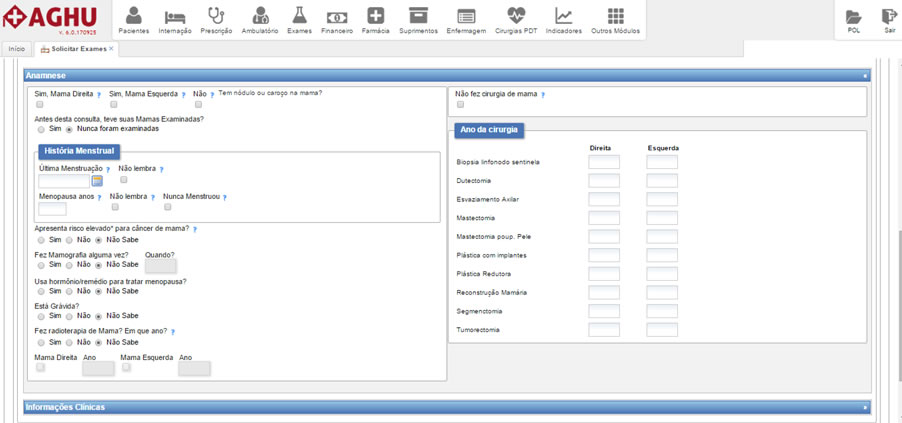 AGHU
v. 6.0.170925
Pacientes Internação Prescrição Ambulatório Exames Financeiro Farmácia Suprimentos Enfermagem Cirurgias PDT Indicadores Outros Módulos POL Sair
Início Solicitar Exames ×
Anamnese
Sim, Mama Direita ? Sim, Mama Esquerda ? Não ? Tem nódulo ou caroço na mama?
Antes desta consulta, teve suas Mamas Examinadas?
Sim Nunca foram examinadas
História Menstrual
Última Menstruação ? Não lembra ?
Menopausa anos ? Não lembra ? Nunca Menstruou ?
Apresenta risco elevado* para câncer de mama? ?
Sim Não Não Sabe
Fez Mamografia alguma vez? Quando?
Sim Não Não Sabe
Usa hormônio/remédio para tratar menopausa?
Sim Não Não Sabe
Está Grávida?
Sim Não Não Sabe
Fez radioterapia de Mama? Em que ano? ?
Sim Não Não Sabe
Mama Direita Ano Mama Esquerda Ano
Não fez cirurgia de mama ?
Ano da cirurgia
Direita Esquerda
Biopsia linfonodo sentinela
Dutectomia
Esvaziamento Axilar
Mastectomia
Mastectomia poup. Pele
Plástica com implantes
Plástica Redutora
Reconstrução Mamária
Segmenctomia
Tumorectomia
Informações Clínicas